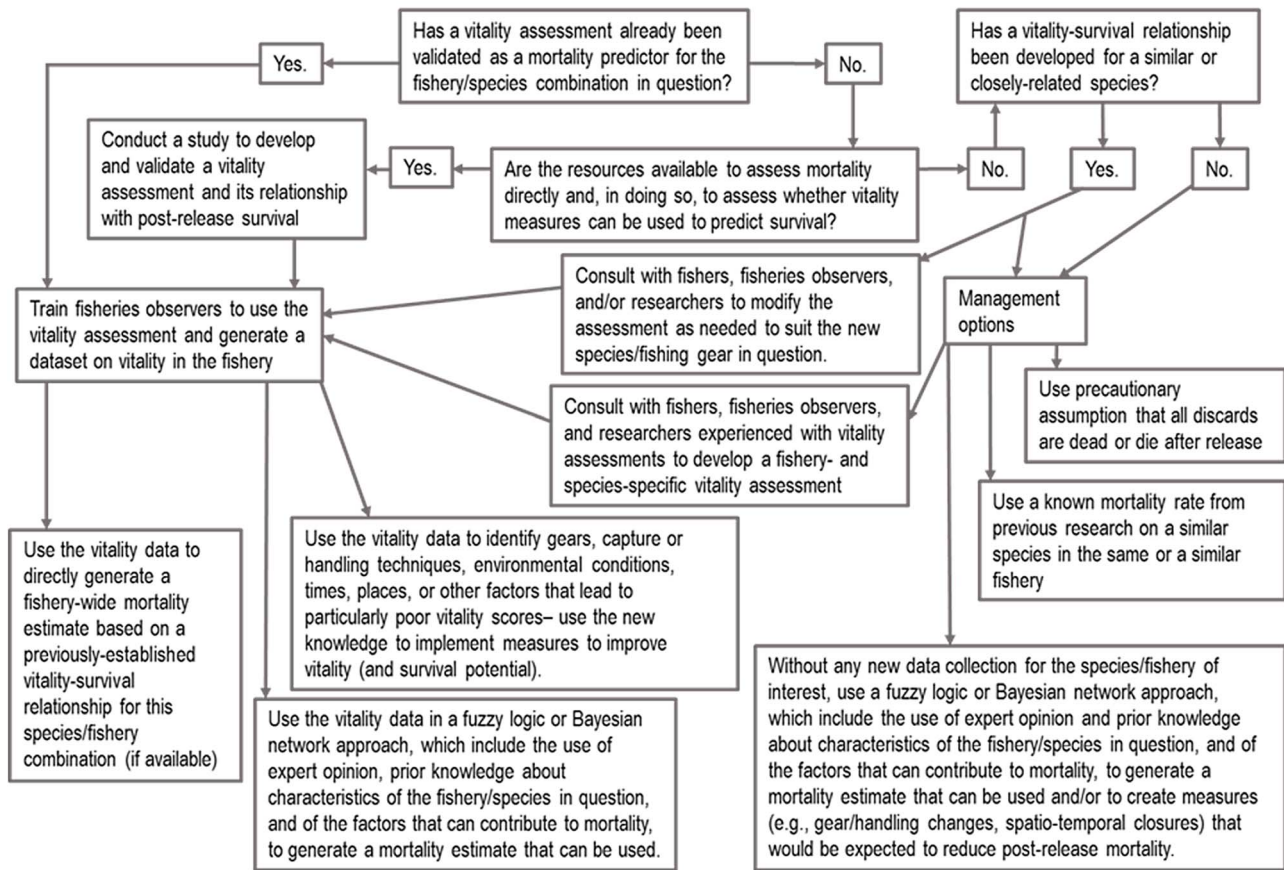 Has a vitality assessment already been
validated as a mortality predictor for the
fishery/species combination in question?
Yes.
No.
Has a vitality-survival relationship
been developed for a similar or
closely-related species?
Conduct a study to develop
and validate a vitality
assessment and its relationship
with post-release survival
Yes.
Are the resources available to assess mortality
directly and, in doing so, to assess whether vitality
measures can be used to predict survival?
No.
Yes.
No.
Train fisheries observers to use the
vitality assessment and generate a
dataset on vitality in the fishery
Consult with fishers, fisheries observers,
and/or researchers to modify the
assessment as needed to suit the new
species/fishing gear in question.
Management
options
Consult with fishers, fisheries observers,
and researchers experienced with vitality
assessments to develop a fishery- and
species-specific vitality assessment
Use precautionary
assumption that all discards
are dead or die after release
Use a known mortality rate from
previous research on a similar
species in the same or a similar
fishery
Use the vitality data to
directly generate a
fishery-wide mortality
estimate based on a
previously-established
vitality-survival
relationship for this
species/fishery
combination (if available)
Use the vitality data to identify gears, capture or
handling techniques, environmental conditions,
times, places, or other factors that lead to
particularly poor vitality scores– use the new
knowledge to implement measures to improve
vitality (and survival potential).
Use the vitality data in a fuzzy logic or Bayesian
network approach, which include the use of
expert opinion, prior knowledge about
characteristics of the fishery/species in question,
and of the factors that can contribute to mortality,
to generate a mortality estimate that can be used.
Without any new data collection for the species/fishery of
interest, use a fuzzy logic or Bayesian network approach,
which include the use of expert opinion and prior knowledge
about characteristics of the fishery/species in question, and of
the factors that can contribute to mortality, to generate a
mortality estimate that can be used and/or to create measures
(e.g., gear/handling changes, spatio-temporal closures) that
would be expected to reduce post-release mortality.